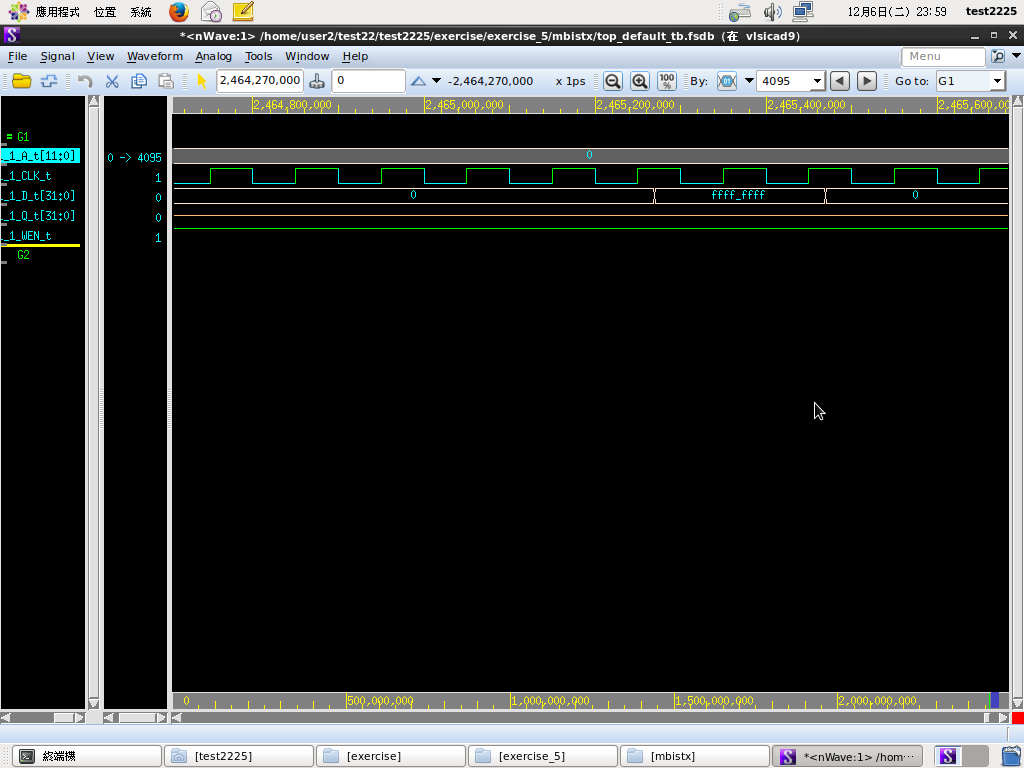 應用程式 位置 系統 12月6日(二) 23:59 test2225
S *<nWave:1> /home/user2/test22/test2225/exercise/exercise_5/mbistx/top_default_tb.fsdb (在 vlsicad9)
File Signal View Waveform Analog Tools Window Help Menu
2,464,270,000 0 -2,464,270,000 x 1ps 100 % By: 4095 Go to: G1
2,464,800,000 2,465,000,000 2,465,200,000 2,465,400,000 2,465,600,000
= G1
_1_A_t[11:0] 0 -> 4095 0
_1_CLK_t 1
_1_D_t[31:0] 0 0 ffff_ffff 0
_1_Q_t[31:0] 0
_1_WEN_t 1
G2
0 500,000,000 1,000,000,000 1,500,000,000 2,000,000,000
終端機 [test2225] [exercise] [exercise_5] [mbistx] S *<nWave:1> /hom... S